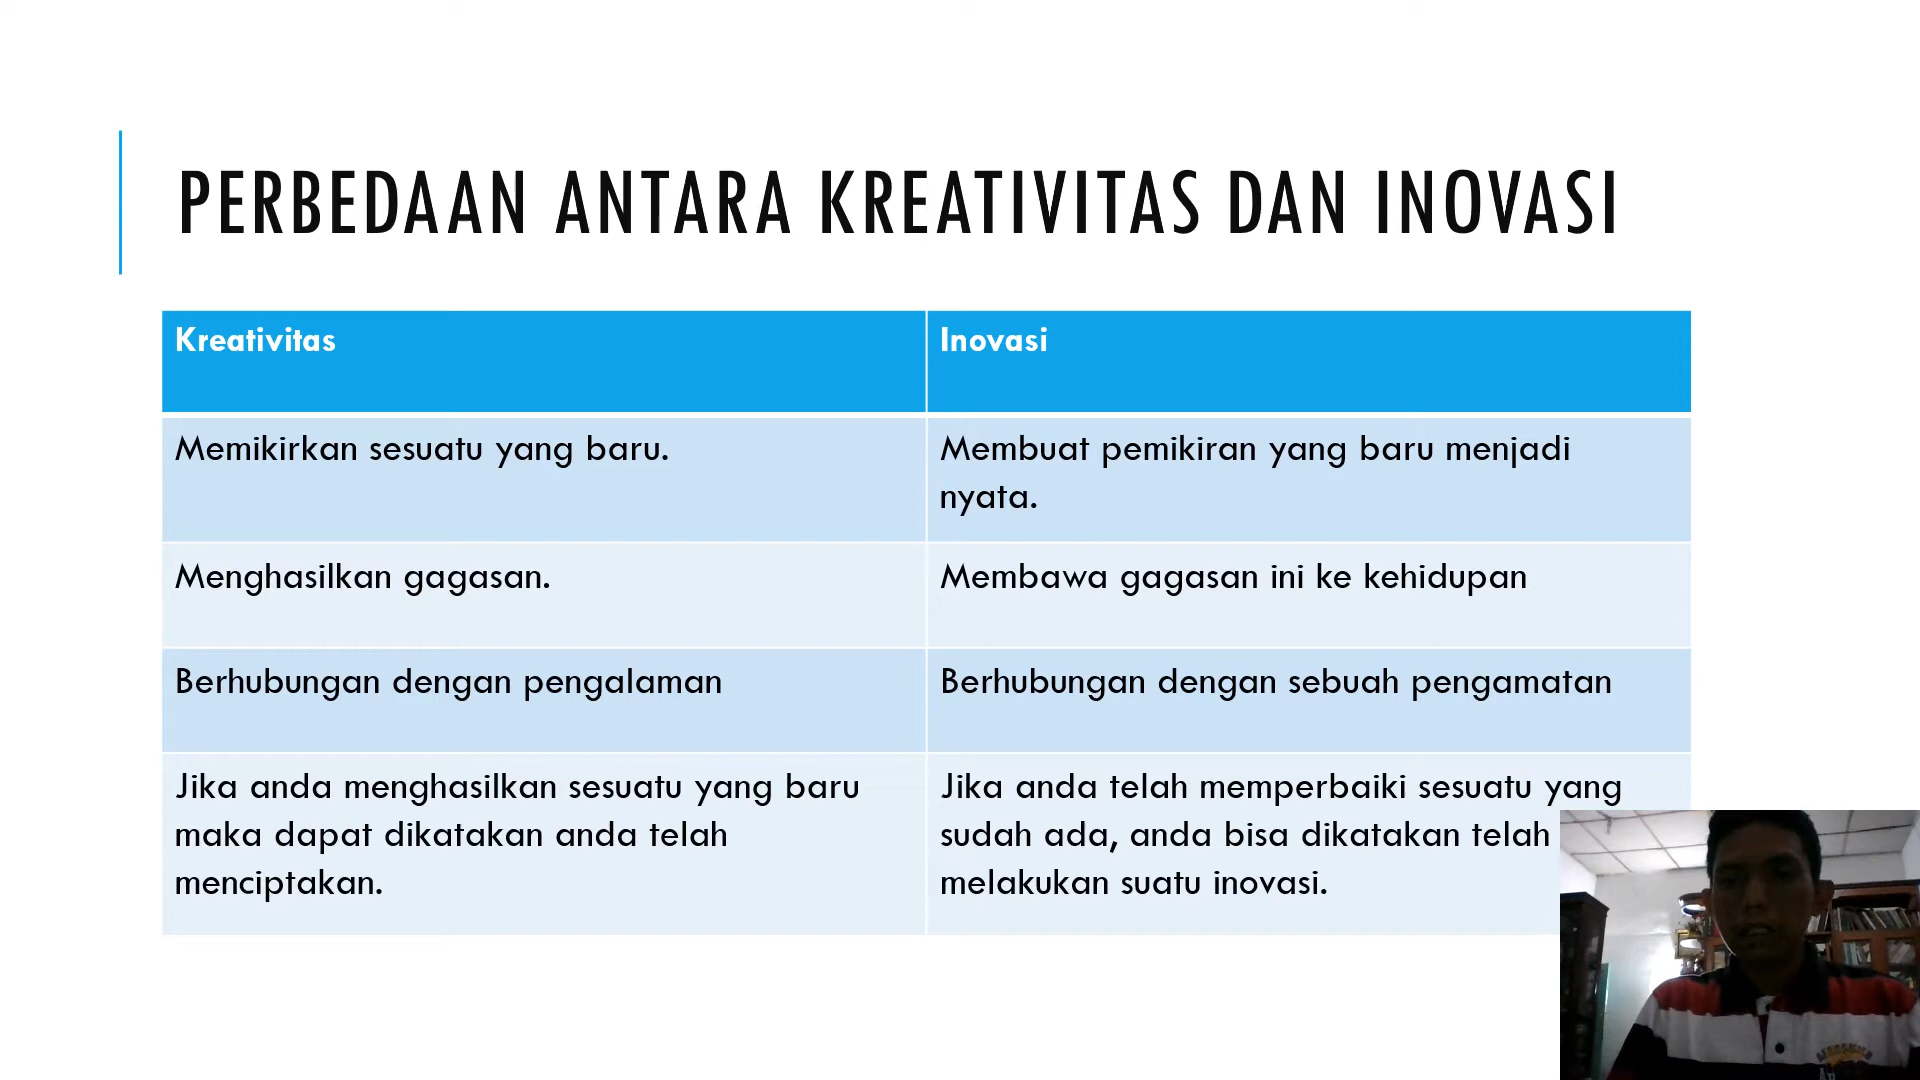 PERBEDAAN ANTARA KREATIVITAS DAN INOVASI
Kreativitas
Inovasi
Memikirkan sesuatu yang baru.
Membuat pemikiran yang baru menjadi
nyata.
Menghasilkan gagasan.
Membawa gagasan ini ke kehidupan
Berhubungan dengan pengalaman
Berhubungan dengan sebuah pengamatan
Jika anda menghasilkan sesuatu yang baru
maka dapat dikatakan anda telah
menciptakan.
Jika anda telah memperbaiki sesuatu yang
sudah ada, anda bisa dikatakan telah
melakukan suatu inovasi.